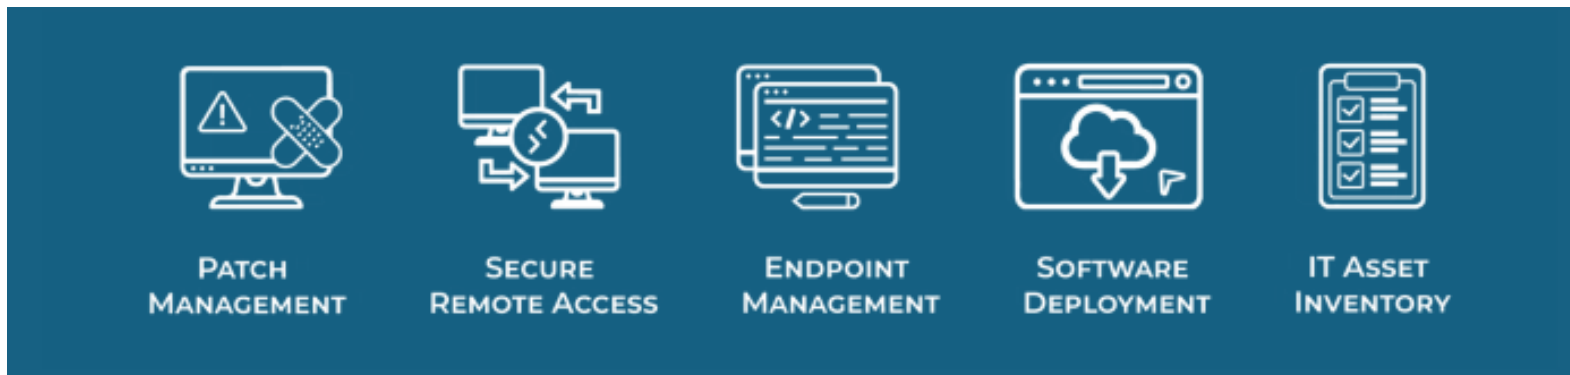 PATCH
MANAGEMENT
SECURE
REMOTE ACCESS
</>
ENDPOINT
MANAGEMENT
SOFTWARE
DEPLOYMENT
IT ASSET
INVENTORY